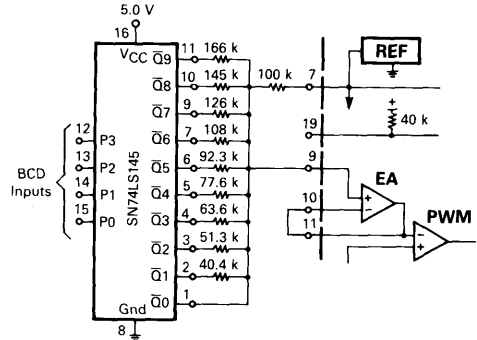 5.0 V
16
VCC
Q̅9 11 166 k
Q̅8 10 145 k 100 k 7
REF
Q̅7 9 126 k
+
40 k
19
12 P3
Q̅6 7 108 k
13 P2
Q̅5 6 92.3 k 9
BCD
Inputs
SN74LS145
14 P1
Q̅4 5 77.6 k
EA
+
−
10
15 P0
Q̅3 4 63.6 k 11
PWM
−
+
Q̅2 3 51.3 k
Q̅1 2 40.4 k
Q̅0 1
Gnd
8